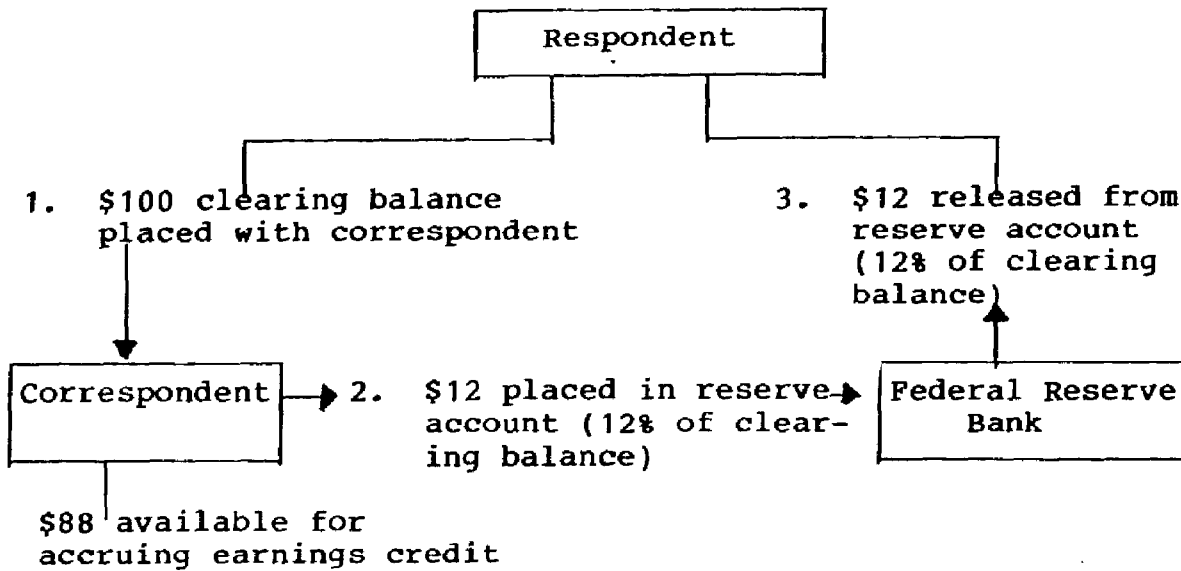 Respondent
1. $100 clearing balance
placed with correspondent
3. $12 released from
reserve account
(12% of clearing
balance)
Correspondent
2. $12 placed in reserve
account (12% of clear-
ing balance)
Federal Reserve
Bank
$88 available for
accruing earnings credit